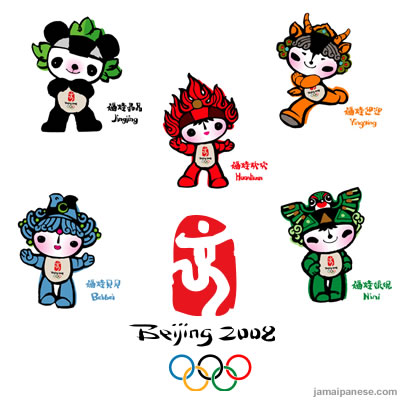 福娃晶晶
Jingjing
福娃迎迎
Yingying
福娃欢欢
Huanhuan
福娃贝贝
Beibei
福娃妮妮
Nini
Beijing 2008
jamaipanese.com